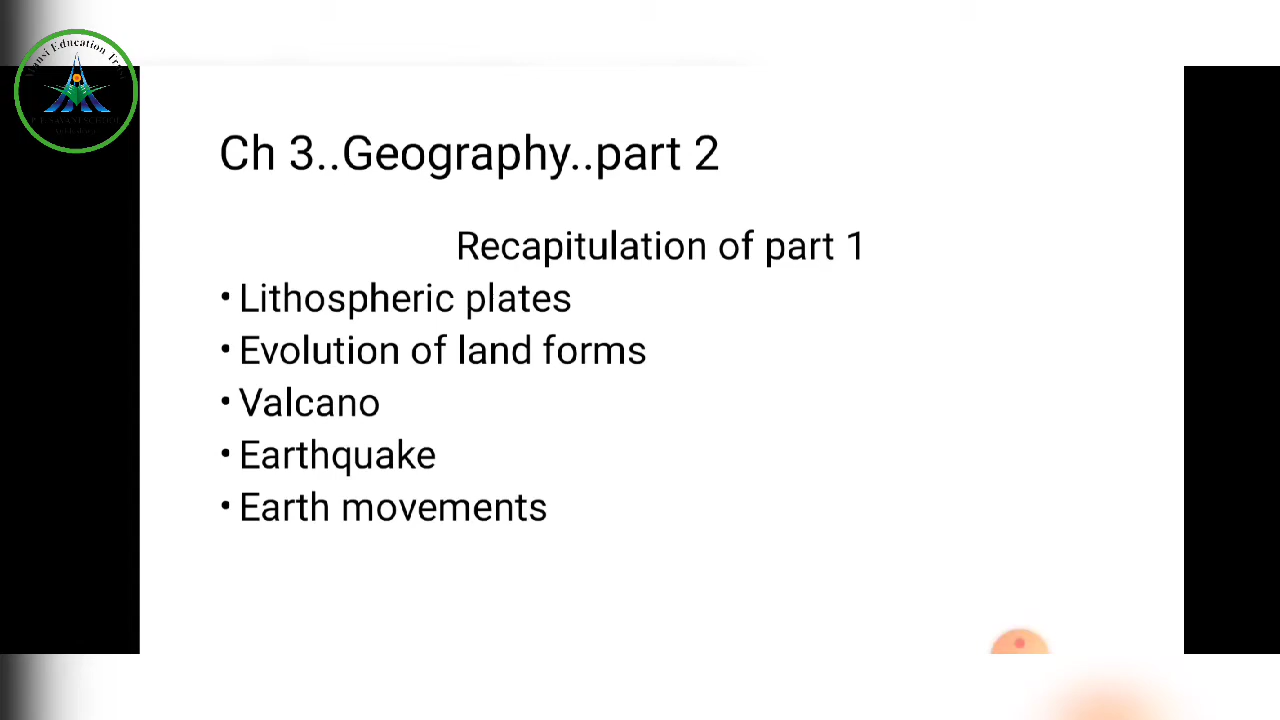 Education
Ch 3..Geography..part 2
Recapitulation of part 1
• Lithospheric plates
• Evolution of land forms
• Valcano
• Earthquake
• Earth movements